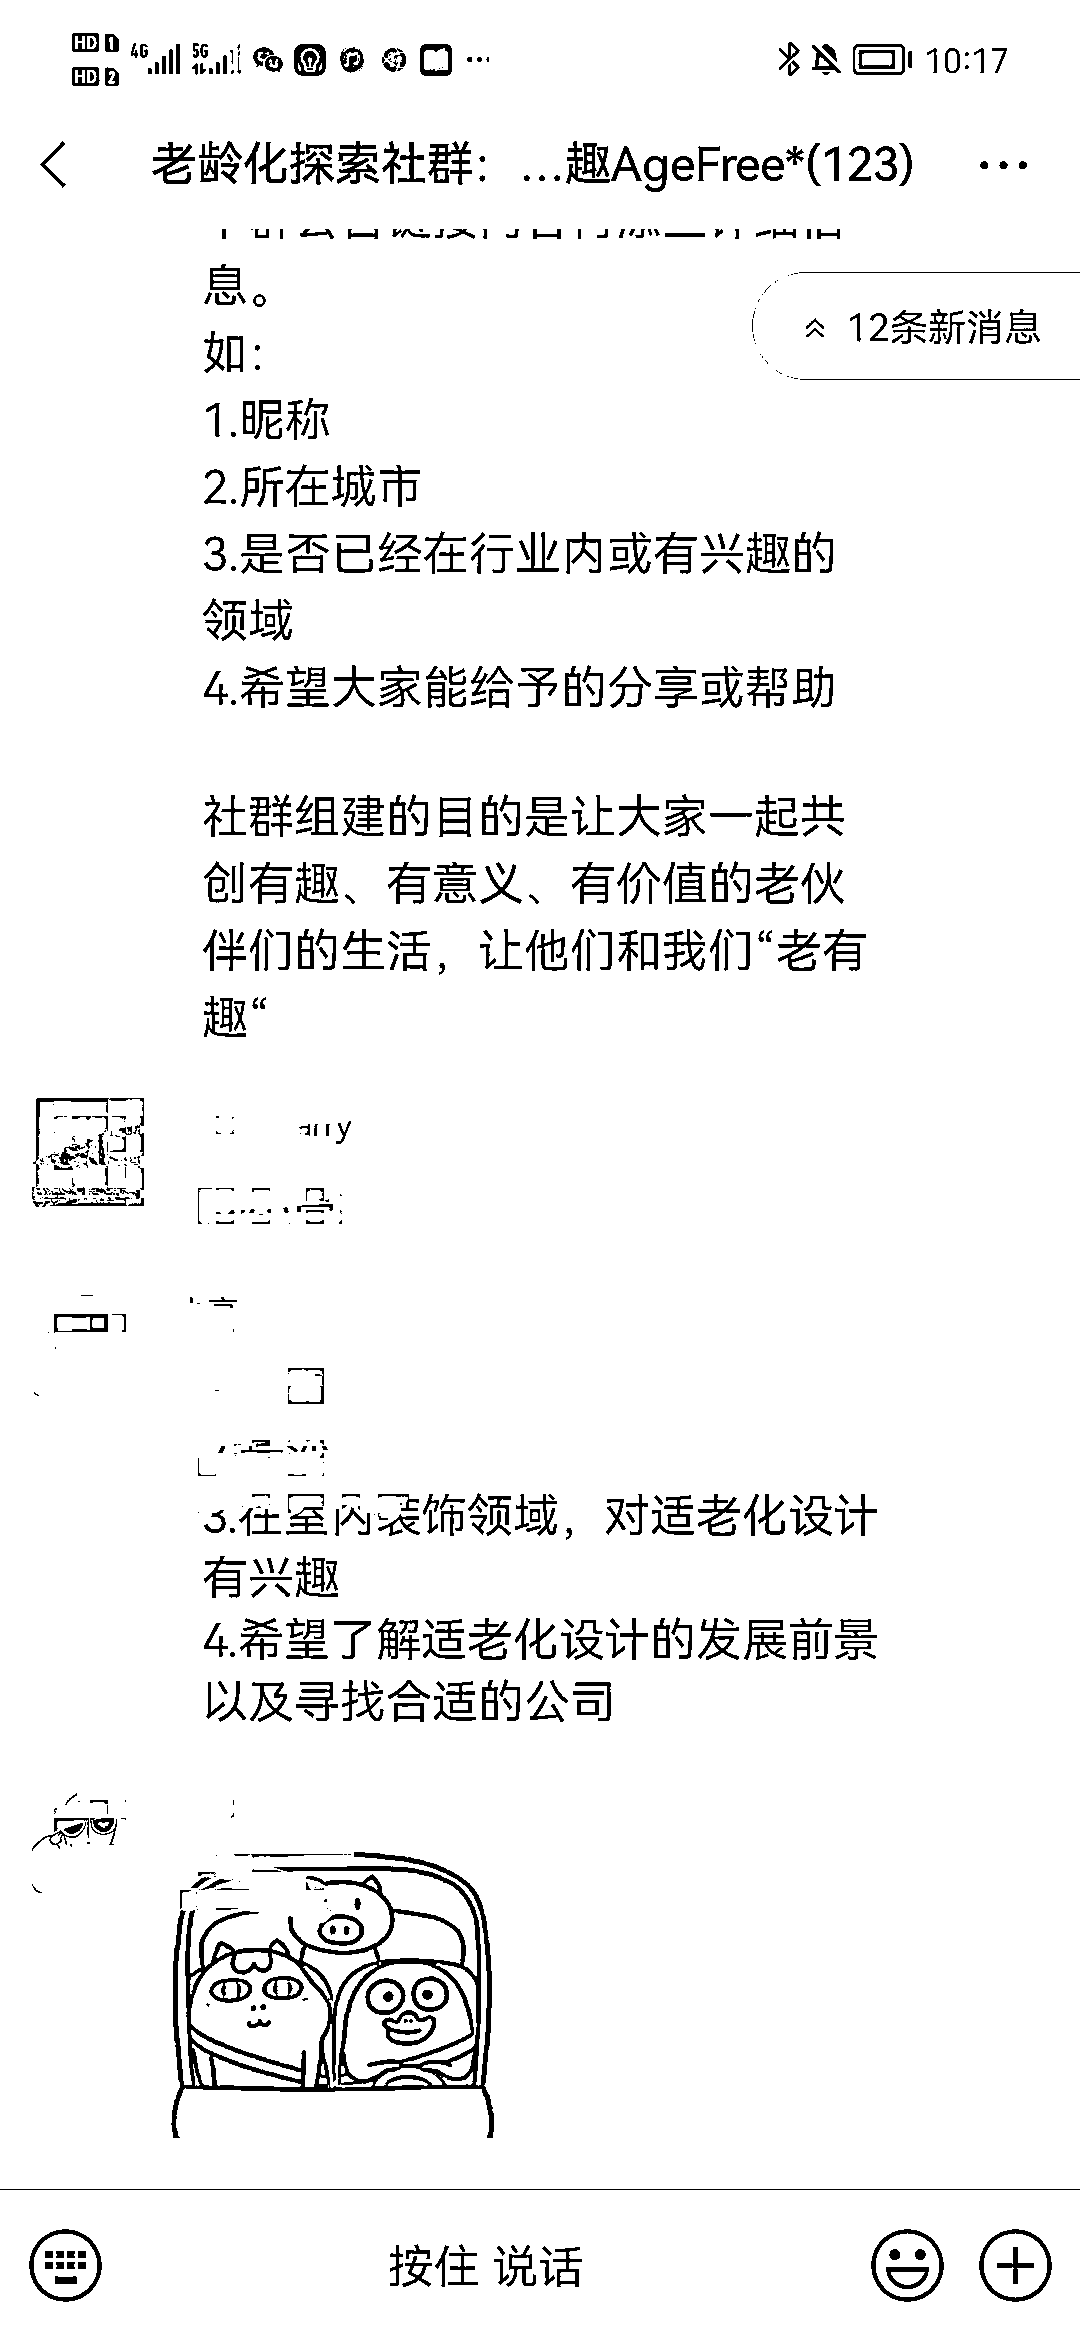 HD 1 4G 5G 10:17
HD 2
老龄化探索社群：...趣AgeFree*(123)
息。
12条新消息
如：
1.昵称
2.所在城市
3.是否已经在行业内或有兴趣的
领域
4.希望大家能给予的分享或帮助
社群组建的目的是让大家一起共
创有趣、有意义、有价值的老伙
伴们的生活，让他们和我们“老有
趣“
3.在室内装饰领域，对适老化设计
有兴趣
4.希望了解适老化设计的发展前景
以及寻找合适的公司
按住 说话